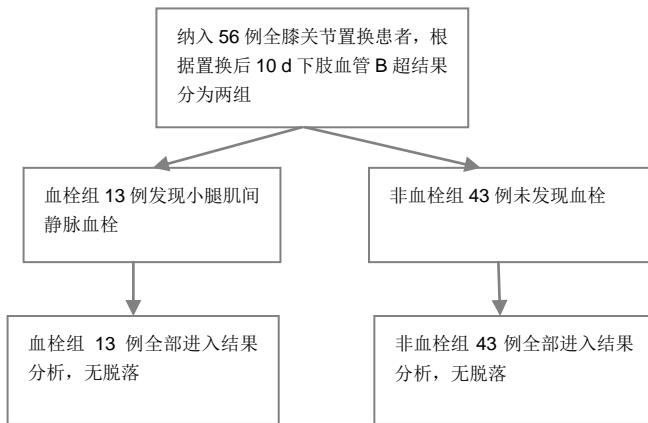 纳入 56 例全膝关节置换患者，根
据置换后 10 d 下肢血管 B 超结果
分为两组
血栓组 13 例发现小腿肌间
静脉血栓
非血栓组 43 例未发现血栓
血栓组 13 例全部进入结果
分析，无脱落
非血栓组 43 例全部进入结果
分析，无脱落